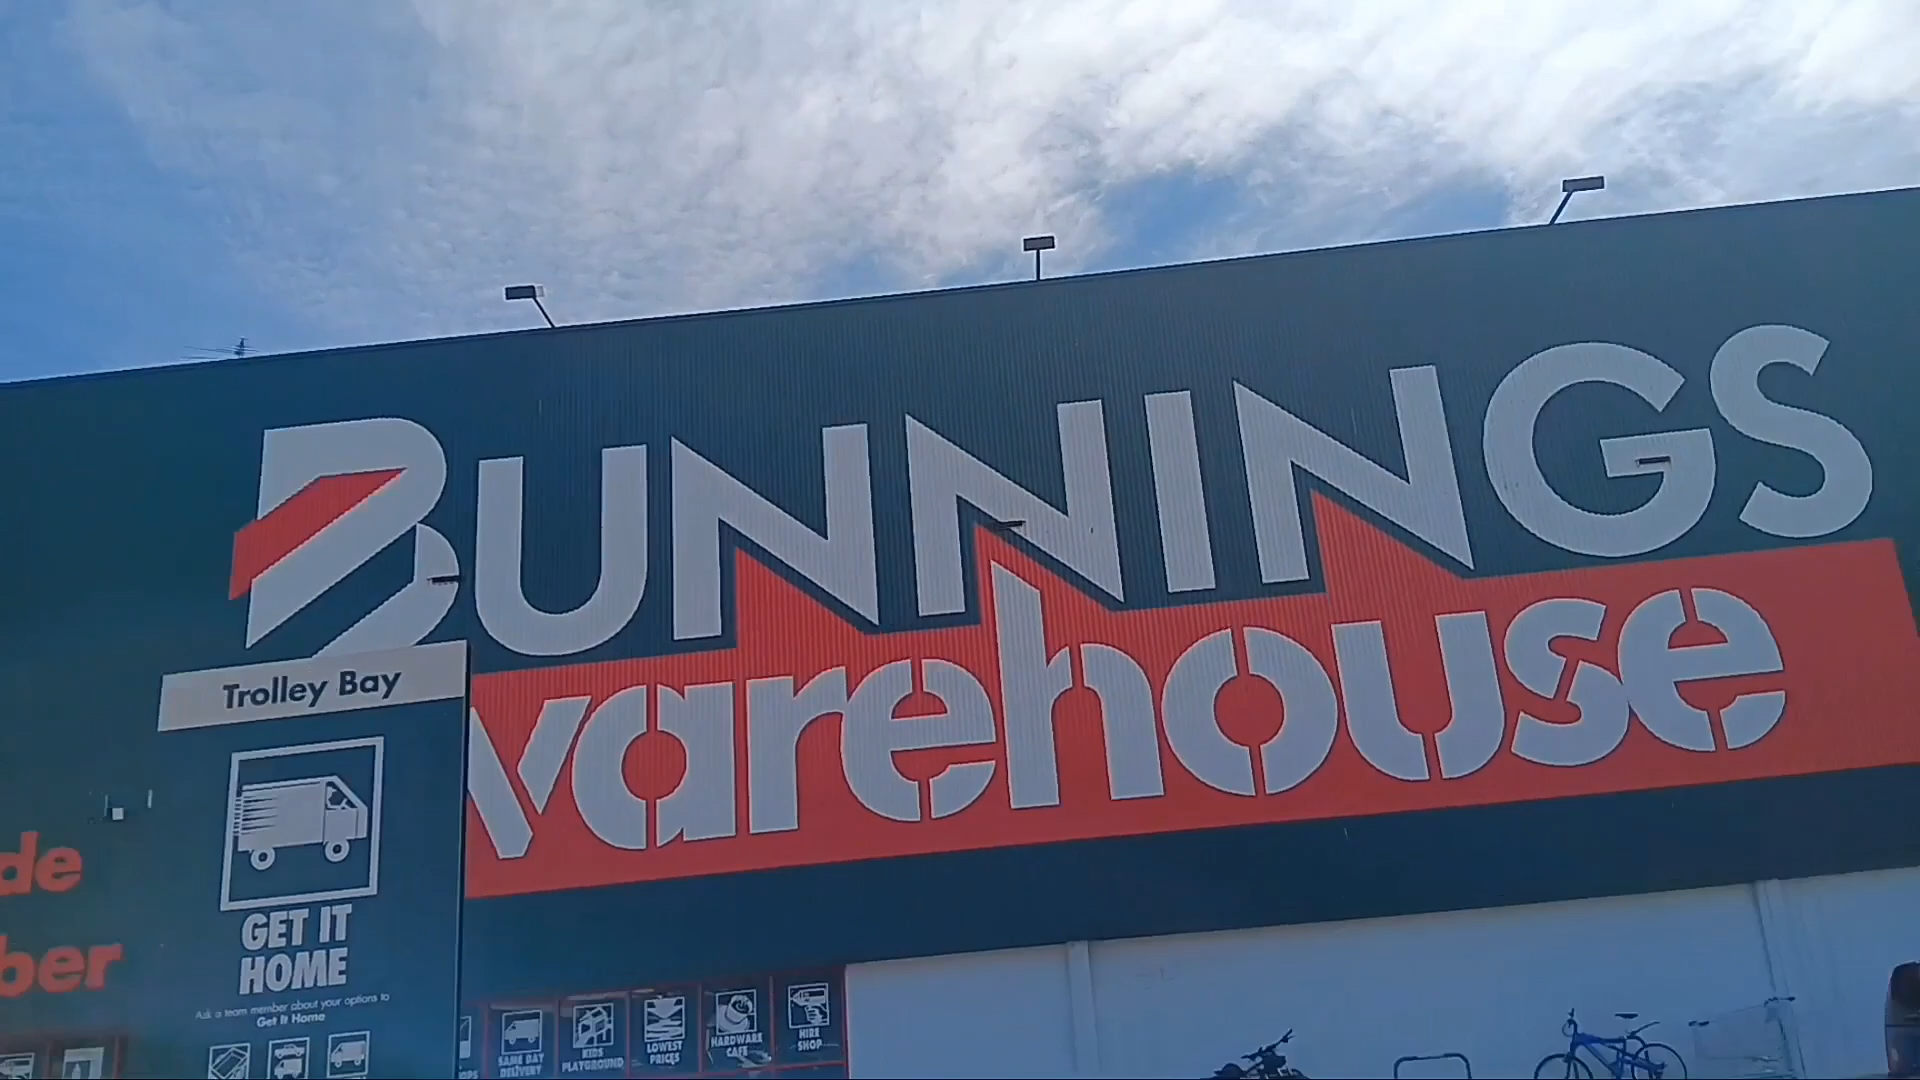 BUNNINGS
warehouse
Trolley Bay
GET IT
HOME
Ask a team member about your options to
Get It Home
de
ber
SAME DAY
DELIVERY
KIDS
PLAYGROUND
LOWEST
PRICES
HARDWARE
CAFE
HIRE
SHOP